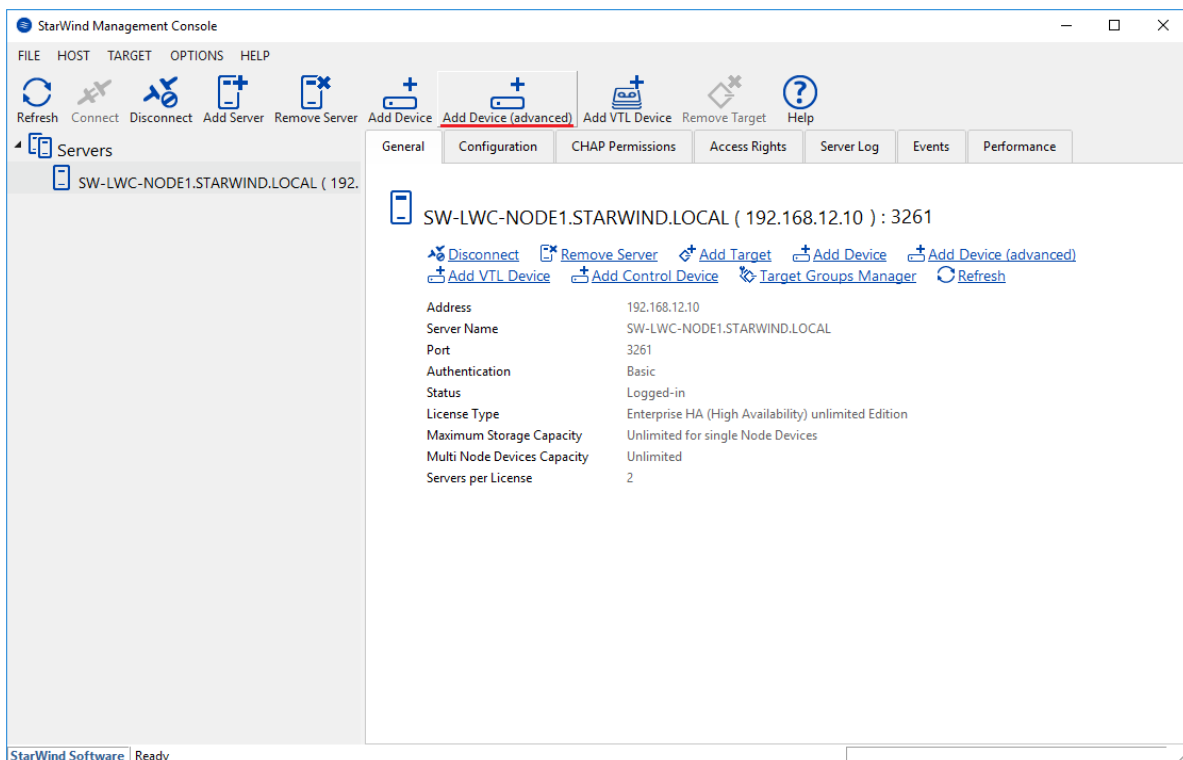 StarWind Management Console
FILE HOST TARGET OPTIONS HELP
Refresh Connect Disconnect Add Server Remove Server Add Device Add Device (advanced) Add VTL Device Remove Target Help
Servers
SW-LWC-NODE1.STARWIND.LOCAL ( 192.
General Configuration CHAP Permissions Access Rights Server Log Events Performance
SW-LWC-NODE1.STARWIND.LOCAL ( 192.168.12.10 ) : 3261
Disconnect Remove Server Add Target Add Device Add Device (advanced)
Add VTL Device Add Control Device Target Groups Manager Refresh
Address 192.168.12.10
Server Name SW-LWC-NODE1.STARWIND.LOCAL
Port 3261
Authentication Basic
Status Logged-in
License Type Enterprise HA (High Availability) unlimited Edition
Maximum Storage Capacity Unlimited for single Node Devices
Multi Node Devices Capacity Unlimited
Servers per License 2
StarWind Software Ready